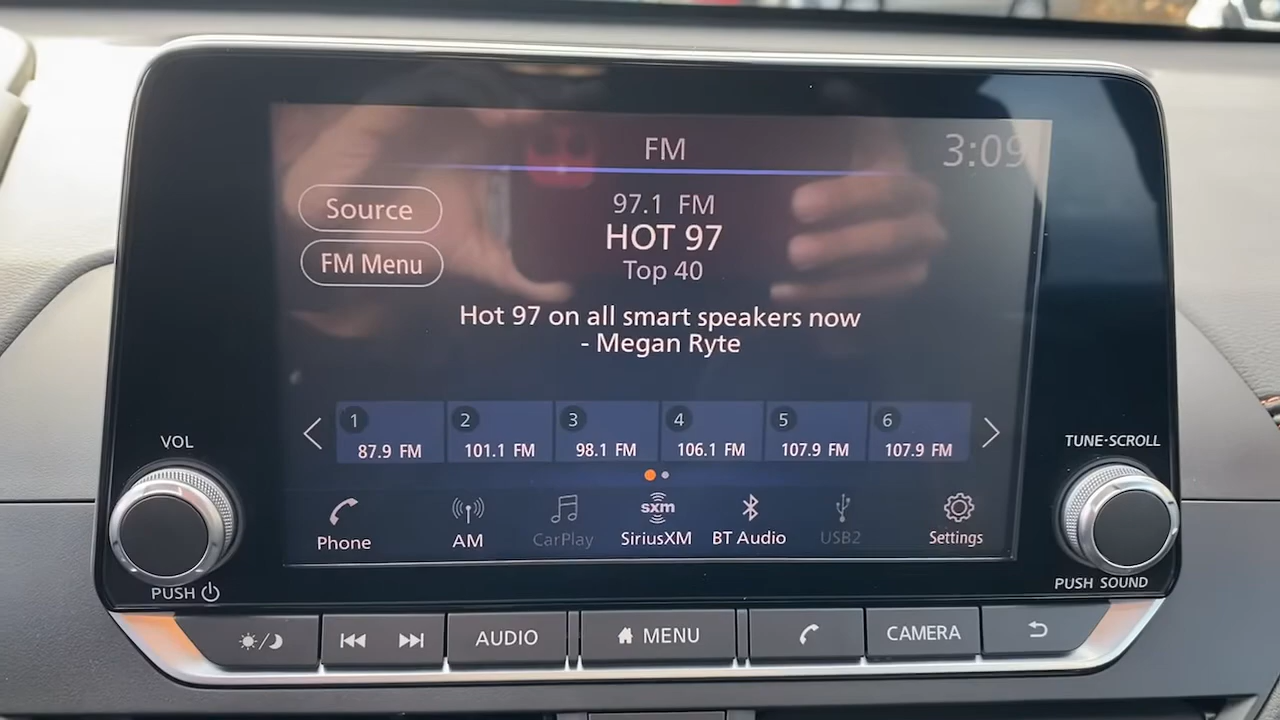 FM
3:09
Source
97.1 FM
HOT 97
FM Menu
Top 40
Hot 97 on all smart speakers now
- Megan Ryte
1 2 3 4 5 6
87.9 FM 101.1 FM 98.1 FM 106.1 FM 107.9 FM 107.9 FM
VOL
TUNE·SCROLL
sxm
Phone AM CarPlay SiriusXM BT Audio USB2 Settings
PUSH
PUSH SOUND
AUDIO MENU CAMERA